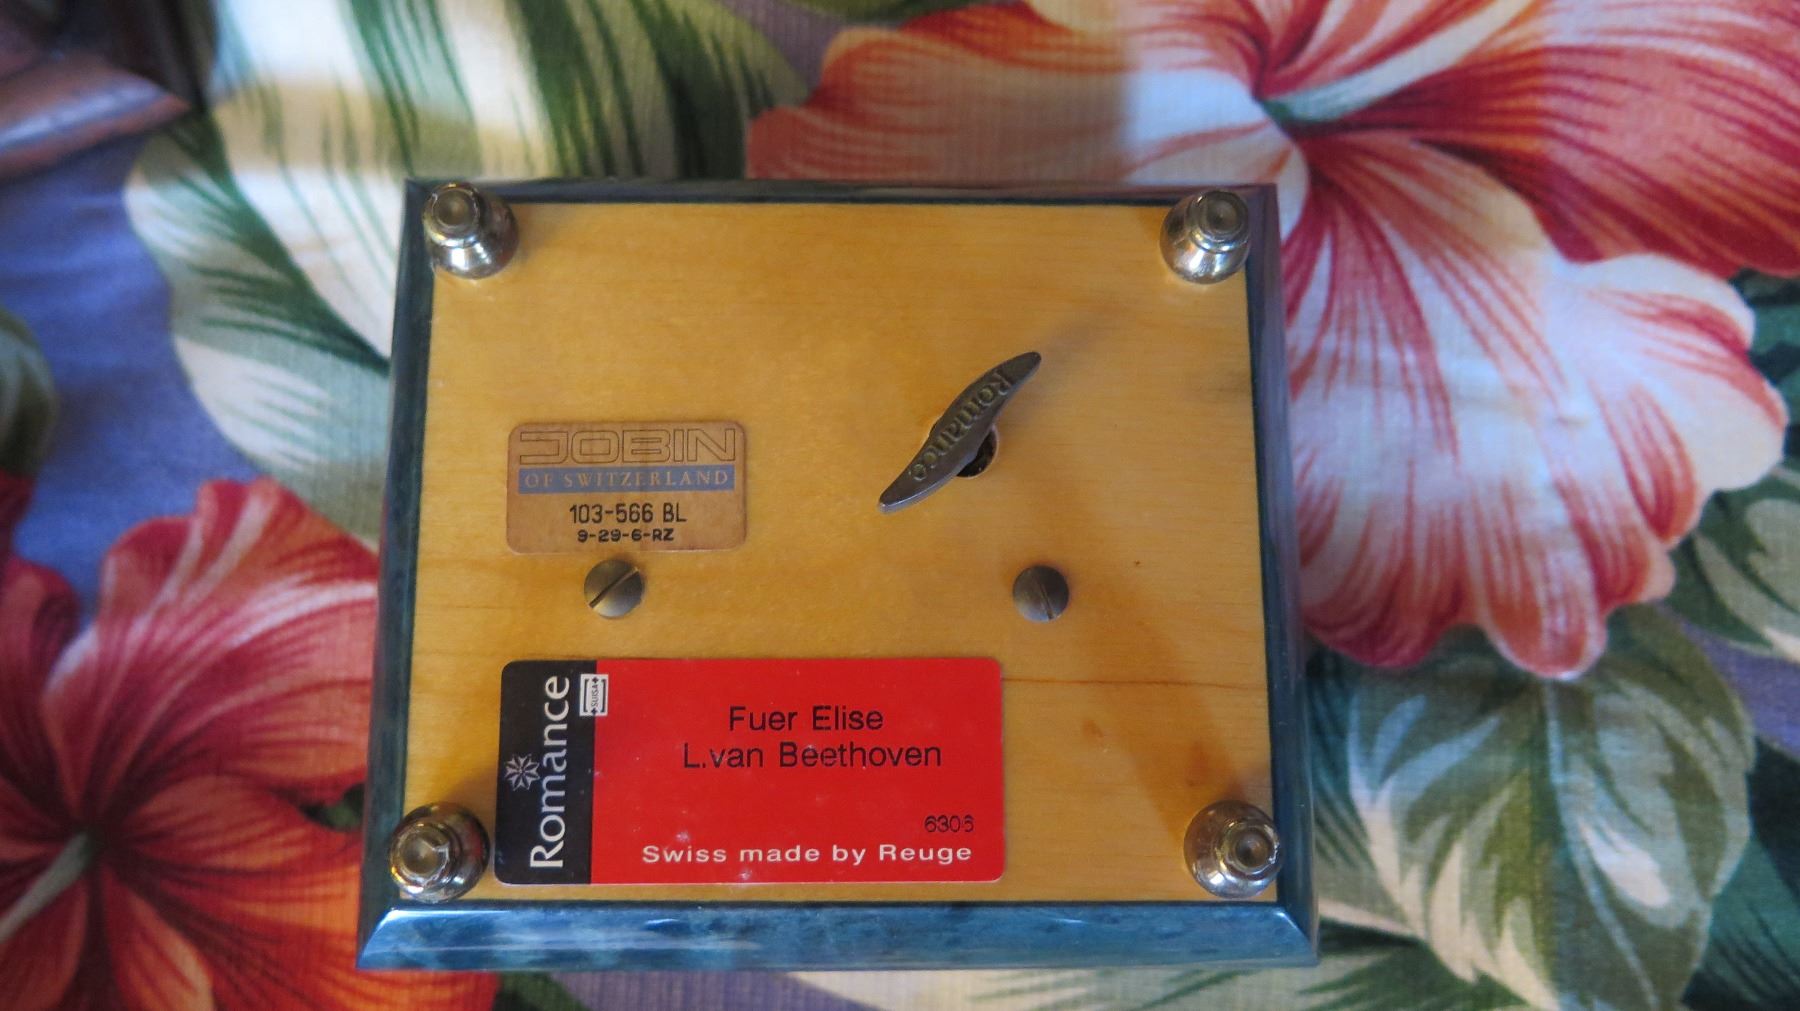 Romance.
JOBIN
OF SWITZERLAND
103-566 BL
9-29-6-RZ
Romance
SUISA
Fuer Elise
L.van Beethoven
6306
Swiss made by Reuge